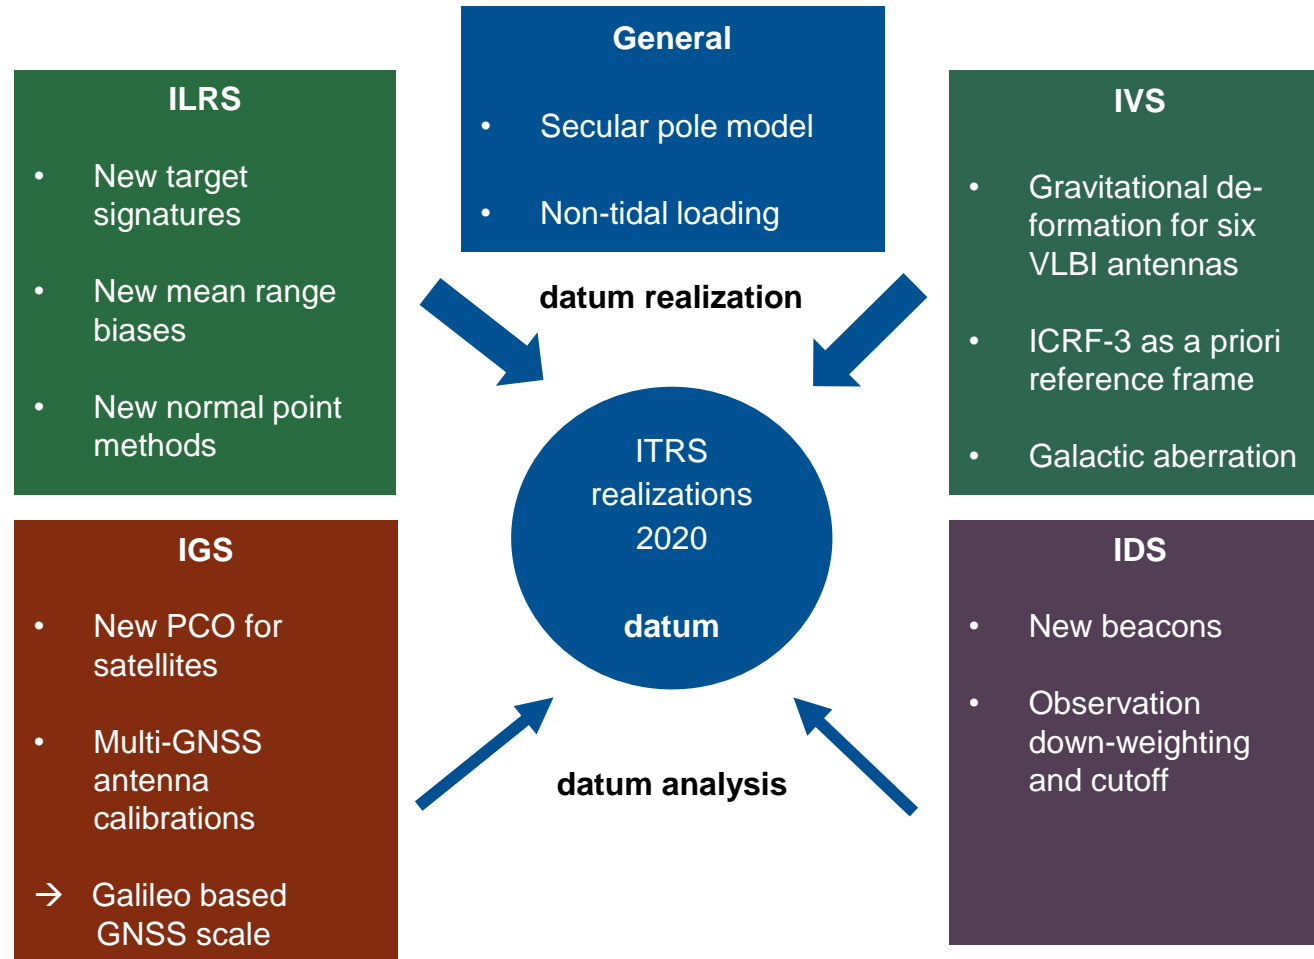 General
• Secular pole model
• Non-tidal loading
ILRS
• New target
signatures
• New mean range
biases
• New normal point
methods
IVS
• Gravitational de-
formation for six
VLBI antennas
• ICRF-3 as a priori
reference frame
• Galactic aberration
datum realization
ITRS
realizations
2020
datum
datum analysis
IGS
• New PCO for
satellites
• Multi-GNSS
antenna
calibrations
→ Galileo based
GNSS scale
IDS
• New beacons
• Observation
down-weighting
and cutoff